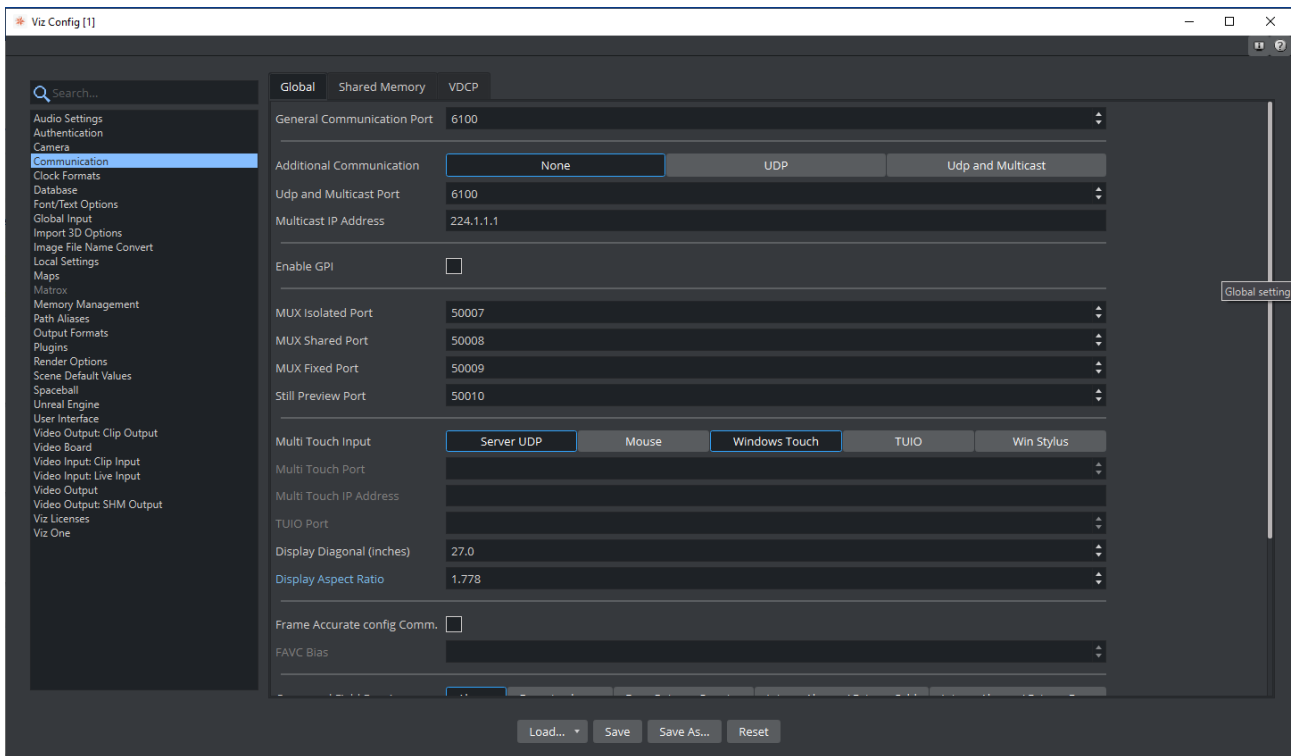 Viz Config [1]
Search...
Audio Settings
Authentication
Camera
Communication
Clock Formats
Database
Font/Text Options
Global Input
Import 3D Options
Image File Name Convert
Local Settings
Maps
Matrox
Memory Management
Path Aliases
Output Formats
Plugins
Render Options
Scene Default Values
Spaceball
Unreal Engine
User Interface
Video Output: Clip Output
Video Board
Video Input: Clip Input
Video Input: Live Input
Video Output
Video Output: SHM Output
Viz Licenses
Viz One
Global Shared Memory VDCP
General Communication Port 6100
Additional Communication None UDP Udp and Multicast
Udp and Multicast Port 6100
Multicast IP Address 224.1.1.1
Enable GPI
Global setting
MUX Isolated Port 50007
MUX Shared Port 50008
MUX Fixed Port 50009
Still Preview Port 50010
Multi Touch Input Server UDP Mouse Windows Touch TUIO Win Stylus
Multi Touch Port
Multi Touch IP Address
TUIO Port
Display Diagonal (inches) 27.0
Display Aspect Ratio 1.778
Frame Accurate config Comm.
FAVC Bias
Load... Save Save As... Reset